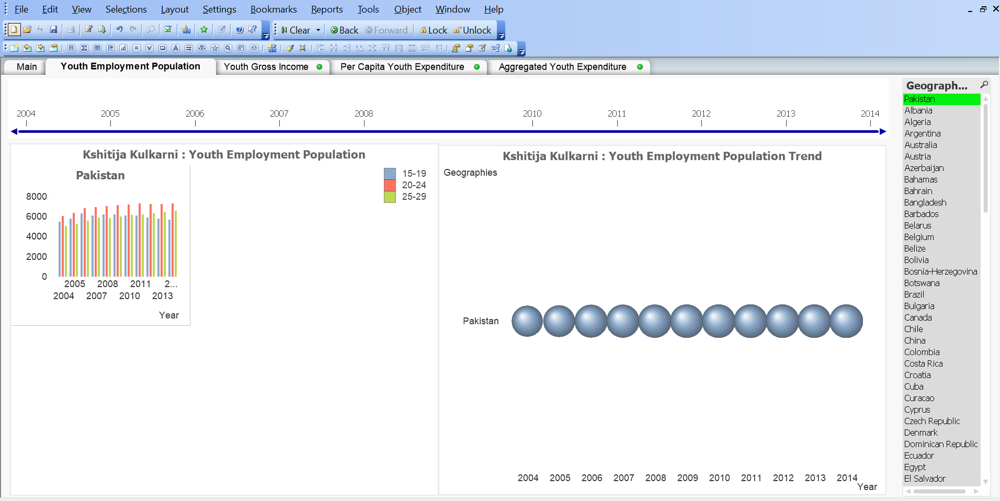 File Edit View Selections Layout Settings Bookmarks Reports Tools Object Window Help
Clear Back Forward Lock Unlock
Main Youth Employment Population Youth Gross Income Per Capita Youth Expenditure Aggregated Youth Expenditure
2004 2005 2006 2007 2008 2010 2011 2012 2013 2014
Kshitija Kulkarni : Youth Employment Population
Pakistan
15-19
20-24
25-29
8000
6000
4000
2000
0
2005 2008 2011 2...
2004 2007 2010 2013
Year
Kshitija Kulkarni : Youth Employment Population Trend
Geographies
Pakistan
2004 2005 2006 2007 2008 2009 2010 2011 2012 2013 2014
Year
Geograph...
Pakistan
Albania
Algeria
Argentina
Australia
Austria
Azerbaijan
Bahamas
Bahrain
Bangladesh
Barbados
Belarus
Belgium
Belize
Bolivia
Bosnia-Herzegovina
Botswana
Brazil
Bulgaria
Canada
Chile
China
Colombia
Costa Rica
Croatia
Cuba
Curacao
Cyprus
Czech Republic
Denmark
Dominican Republic
Ecuador
Egypt
El Salvador